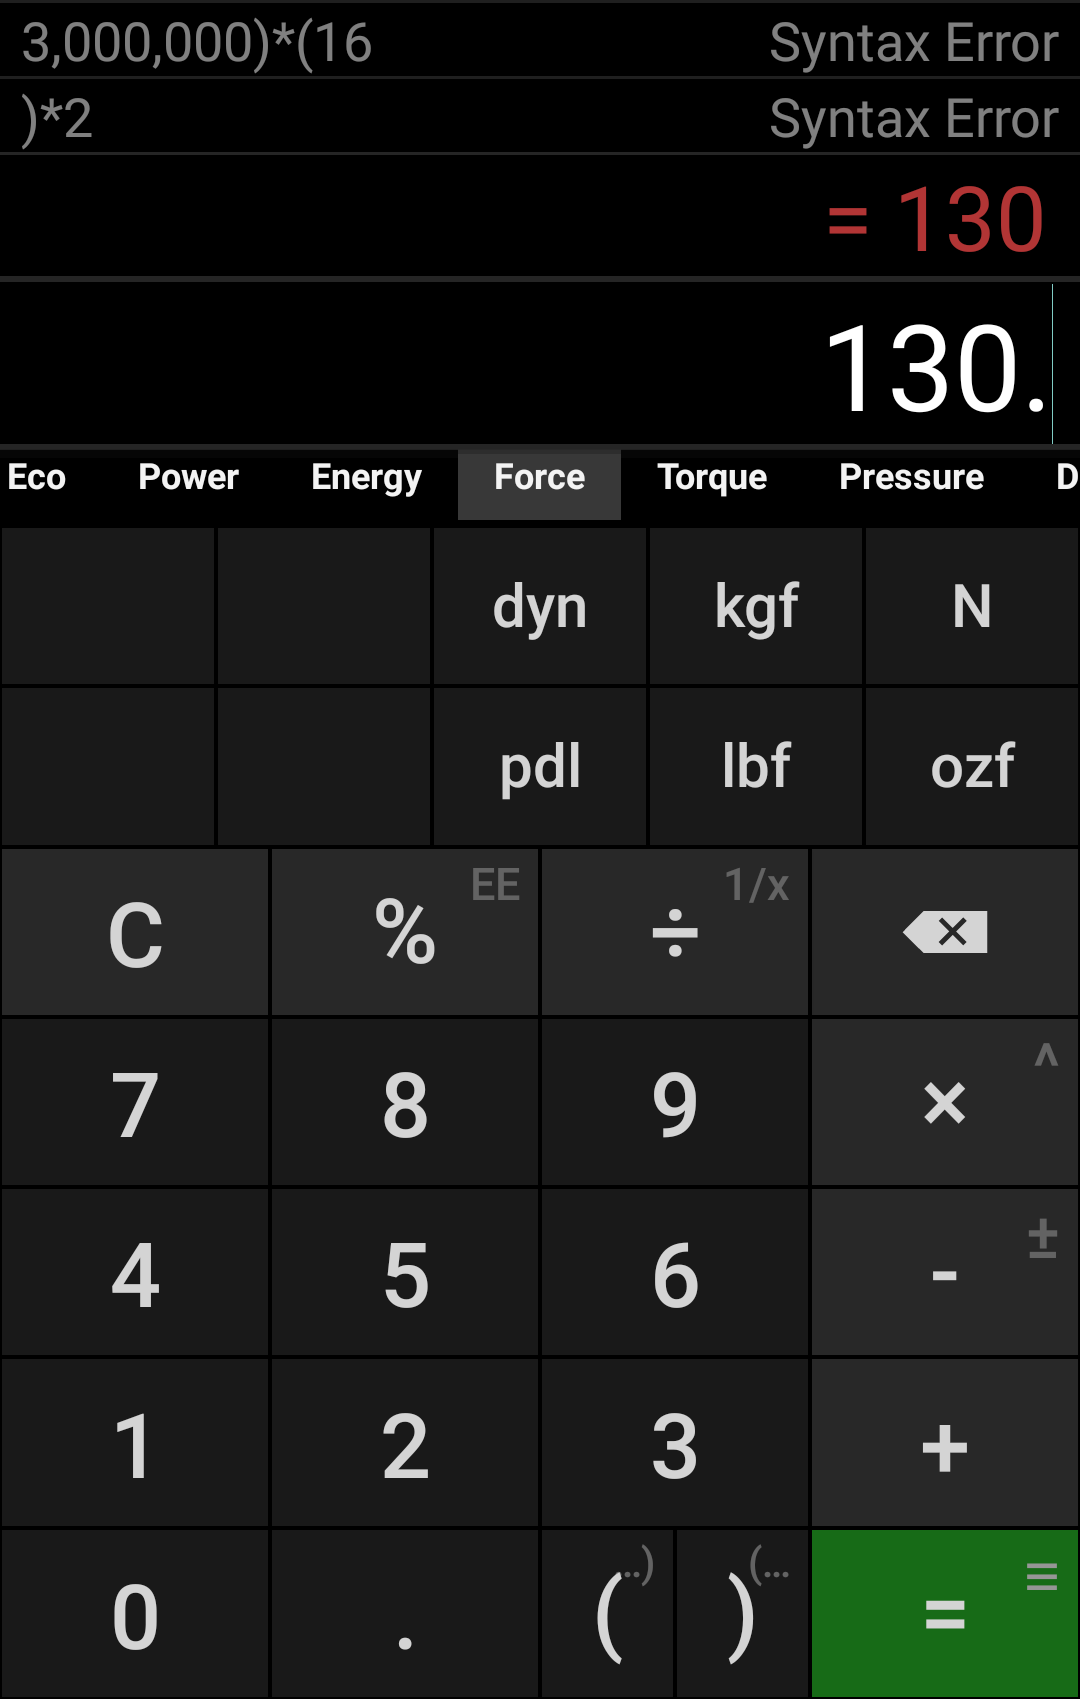 3,000,000)*(16 Syntax Error
)*2 Syntax Error
= 130
130.
Eco Power Energy Force Torque Pressure D
dyn kgf N
pdl lbf ozf
C % EE ÷ 1/x
7 8 9 × ^
4 5 6 - ±
1 2 3 + 
0 . ( ..) ) (... = ≡